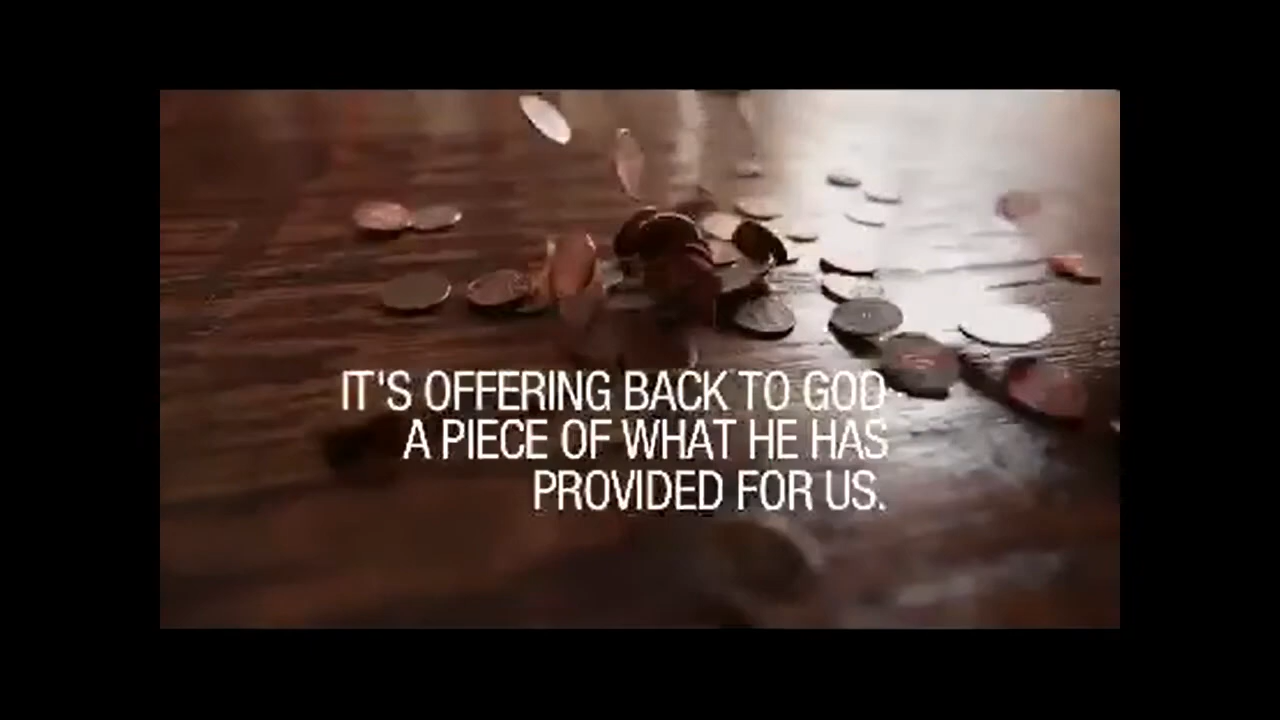 IT'S OFFERING BACK TO GOD
A PIECE OF WHAT HE HAS
PROVIDED FOR US.